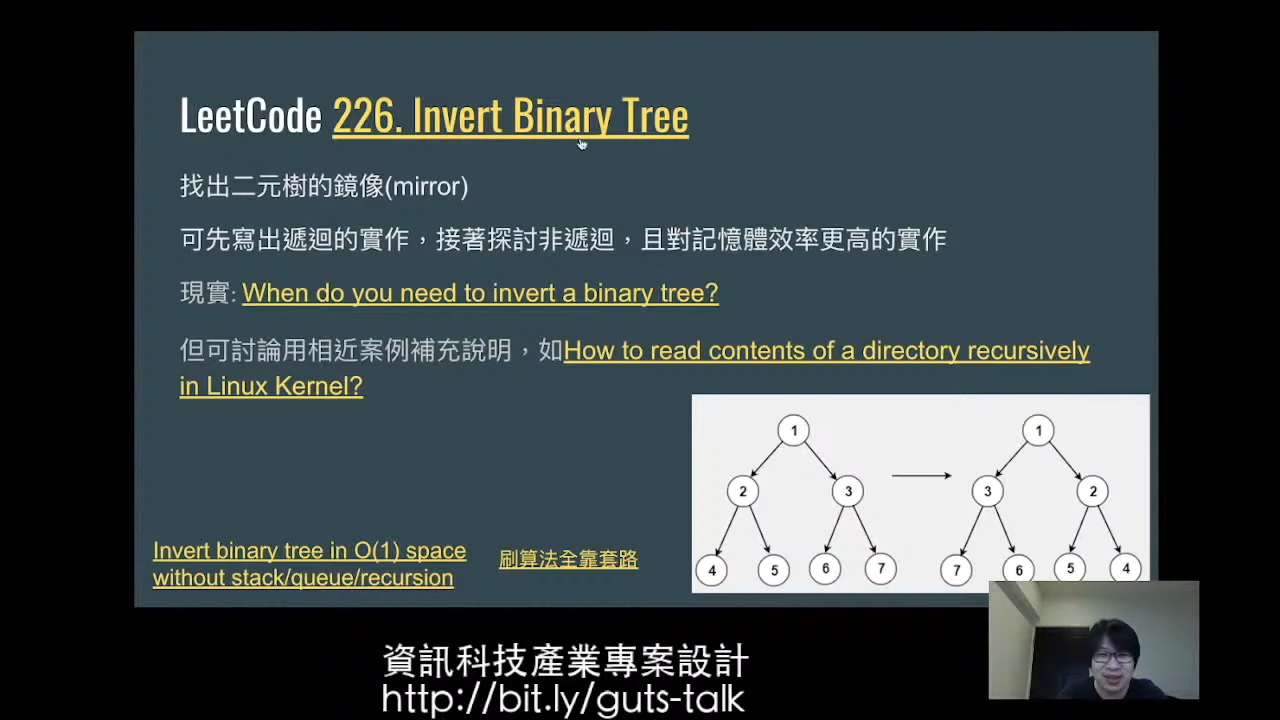 LeetCode 226. Invert Binary Tree
找出二元樹的鏡像(mirror)
可先寫出遞迴的實作，接著探討非遞迴，且對記憶體效率更高的實作
現實: When do you need to invert a binary tree?
但可討論用相近案例補充說明，如How to read contents of a directory recursively
in Linux Kernel?
1
1
2
3
3
2
4
5
6
7
7
6
5
4
Invert binary tree in O(1) space
without stack/queue/recursion
刷算法全靠套路
資訊科技產業專案設計
http://bit.ly/guts-talk